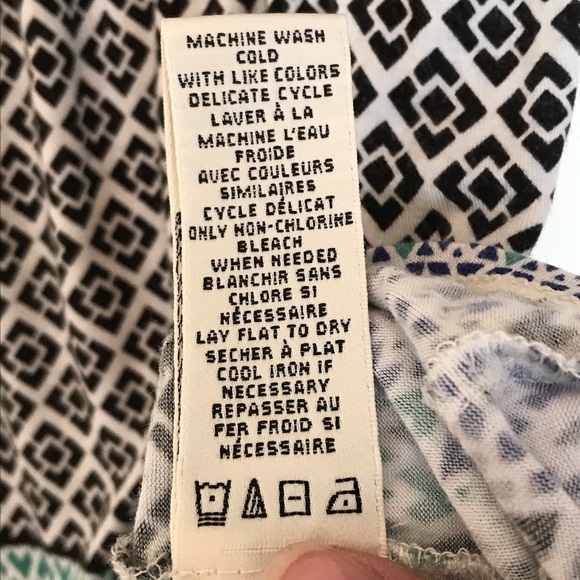 MACHINE WASH
COLD
WITH LIKE COLORS
DELICATE CYCLE
LAVER À LA
MACHINE L'EAU
FROIDE
AVEC COULEURS
SIMILAIRES
CYCLE DÉLICAT
ONLY NON-CHLORINE
BLEACH
WHEN NEEDED
BLANCHIR SANS
CHLORE SI
NÉCESSAIRE
LAY FLAT TO DRY
SECHER À PLAT
COOL IRON IF
NECESSARY
REPASSER AU
FER FROID SI
NÉCESSAIRE